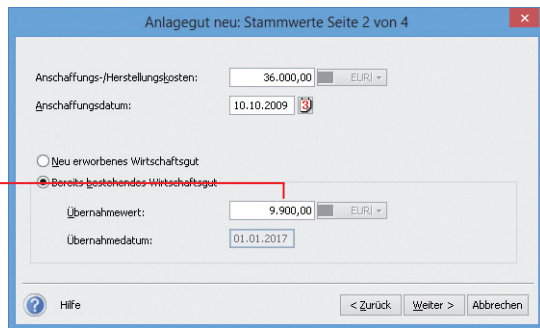 Anlagegut neu: Stammwerte Seite 2 von 4
Anschaffungs-/Herstellungskosten: 36.000,00 EUR
Anschaffungsdatum: 10.10.2009 3
Neu erworbenes Wirtschaftsgut
Bereits bestehendes Wirtschaftsgut
Übernahmewert: 9.900,00 EUR
Übernahmedatum: 01.01.2017
Hilfe < Zurück Weiter > Abbrechen